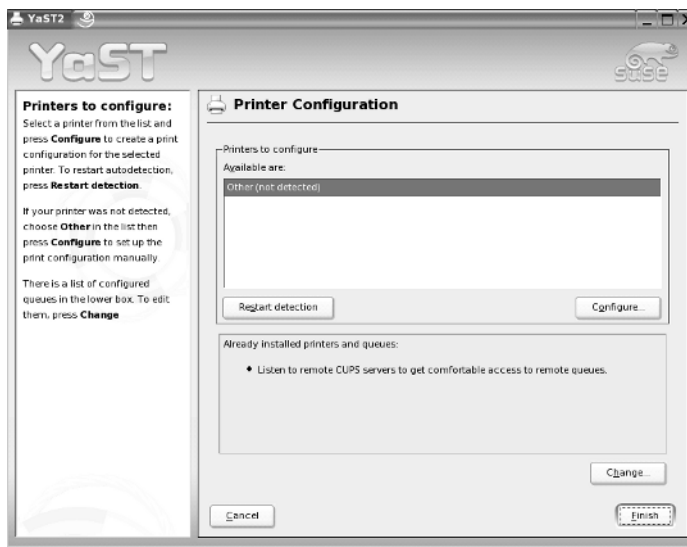 YaST2
YaST
suse
Printers to configure:
Select a printer from the list and
press Configure to create a print
configuration for the selected
printer. To restart autodetection,
press Restart detection.
If your printer was not detected,
choose Other in the list then
press Configure to set up the
print configuration manually.
There is a list of configured
queues in the lower box. To edit
them, press Change
Printer Configuration
Printers to configure
Available are:
Other (not detected)
Restart detection
Configure...
Already installed printers and queues:
Listen to remote CUPS servers to get comfortable access to remote queues.
Change...
Cancel
Finish